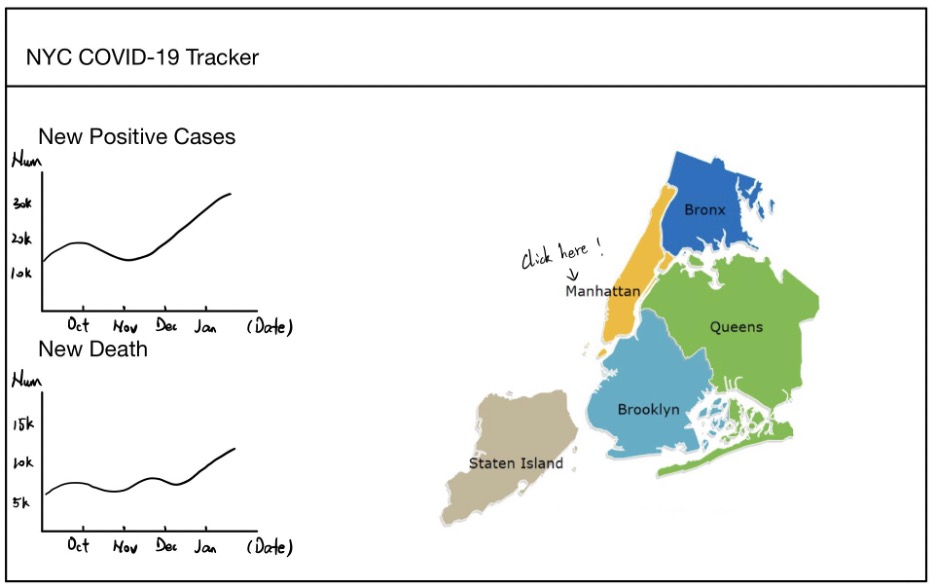 NYC COVID-19 Tracker
New Positive Cases
Num
30k
20k
10k
Oct Nov Dec Jan (Date)
New Death
Num
15k
10k
5k
Oct Nov Dec Jan (Date)
Bronx
Click here !
Manhattan
Queens
Brooklyn
Staten Island